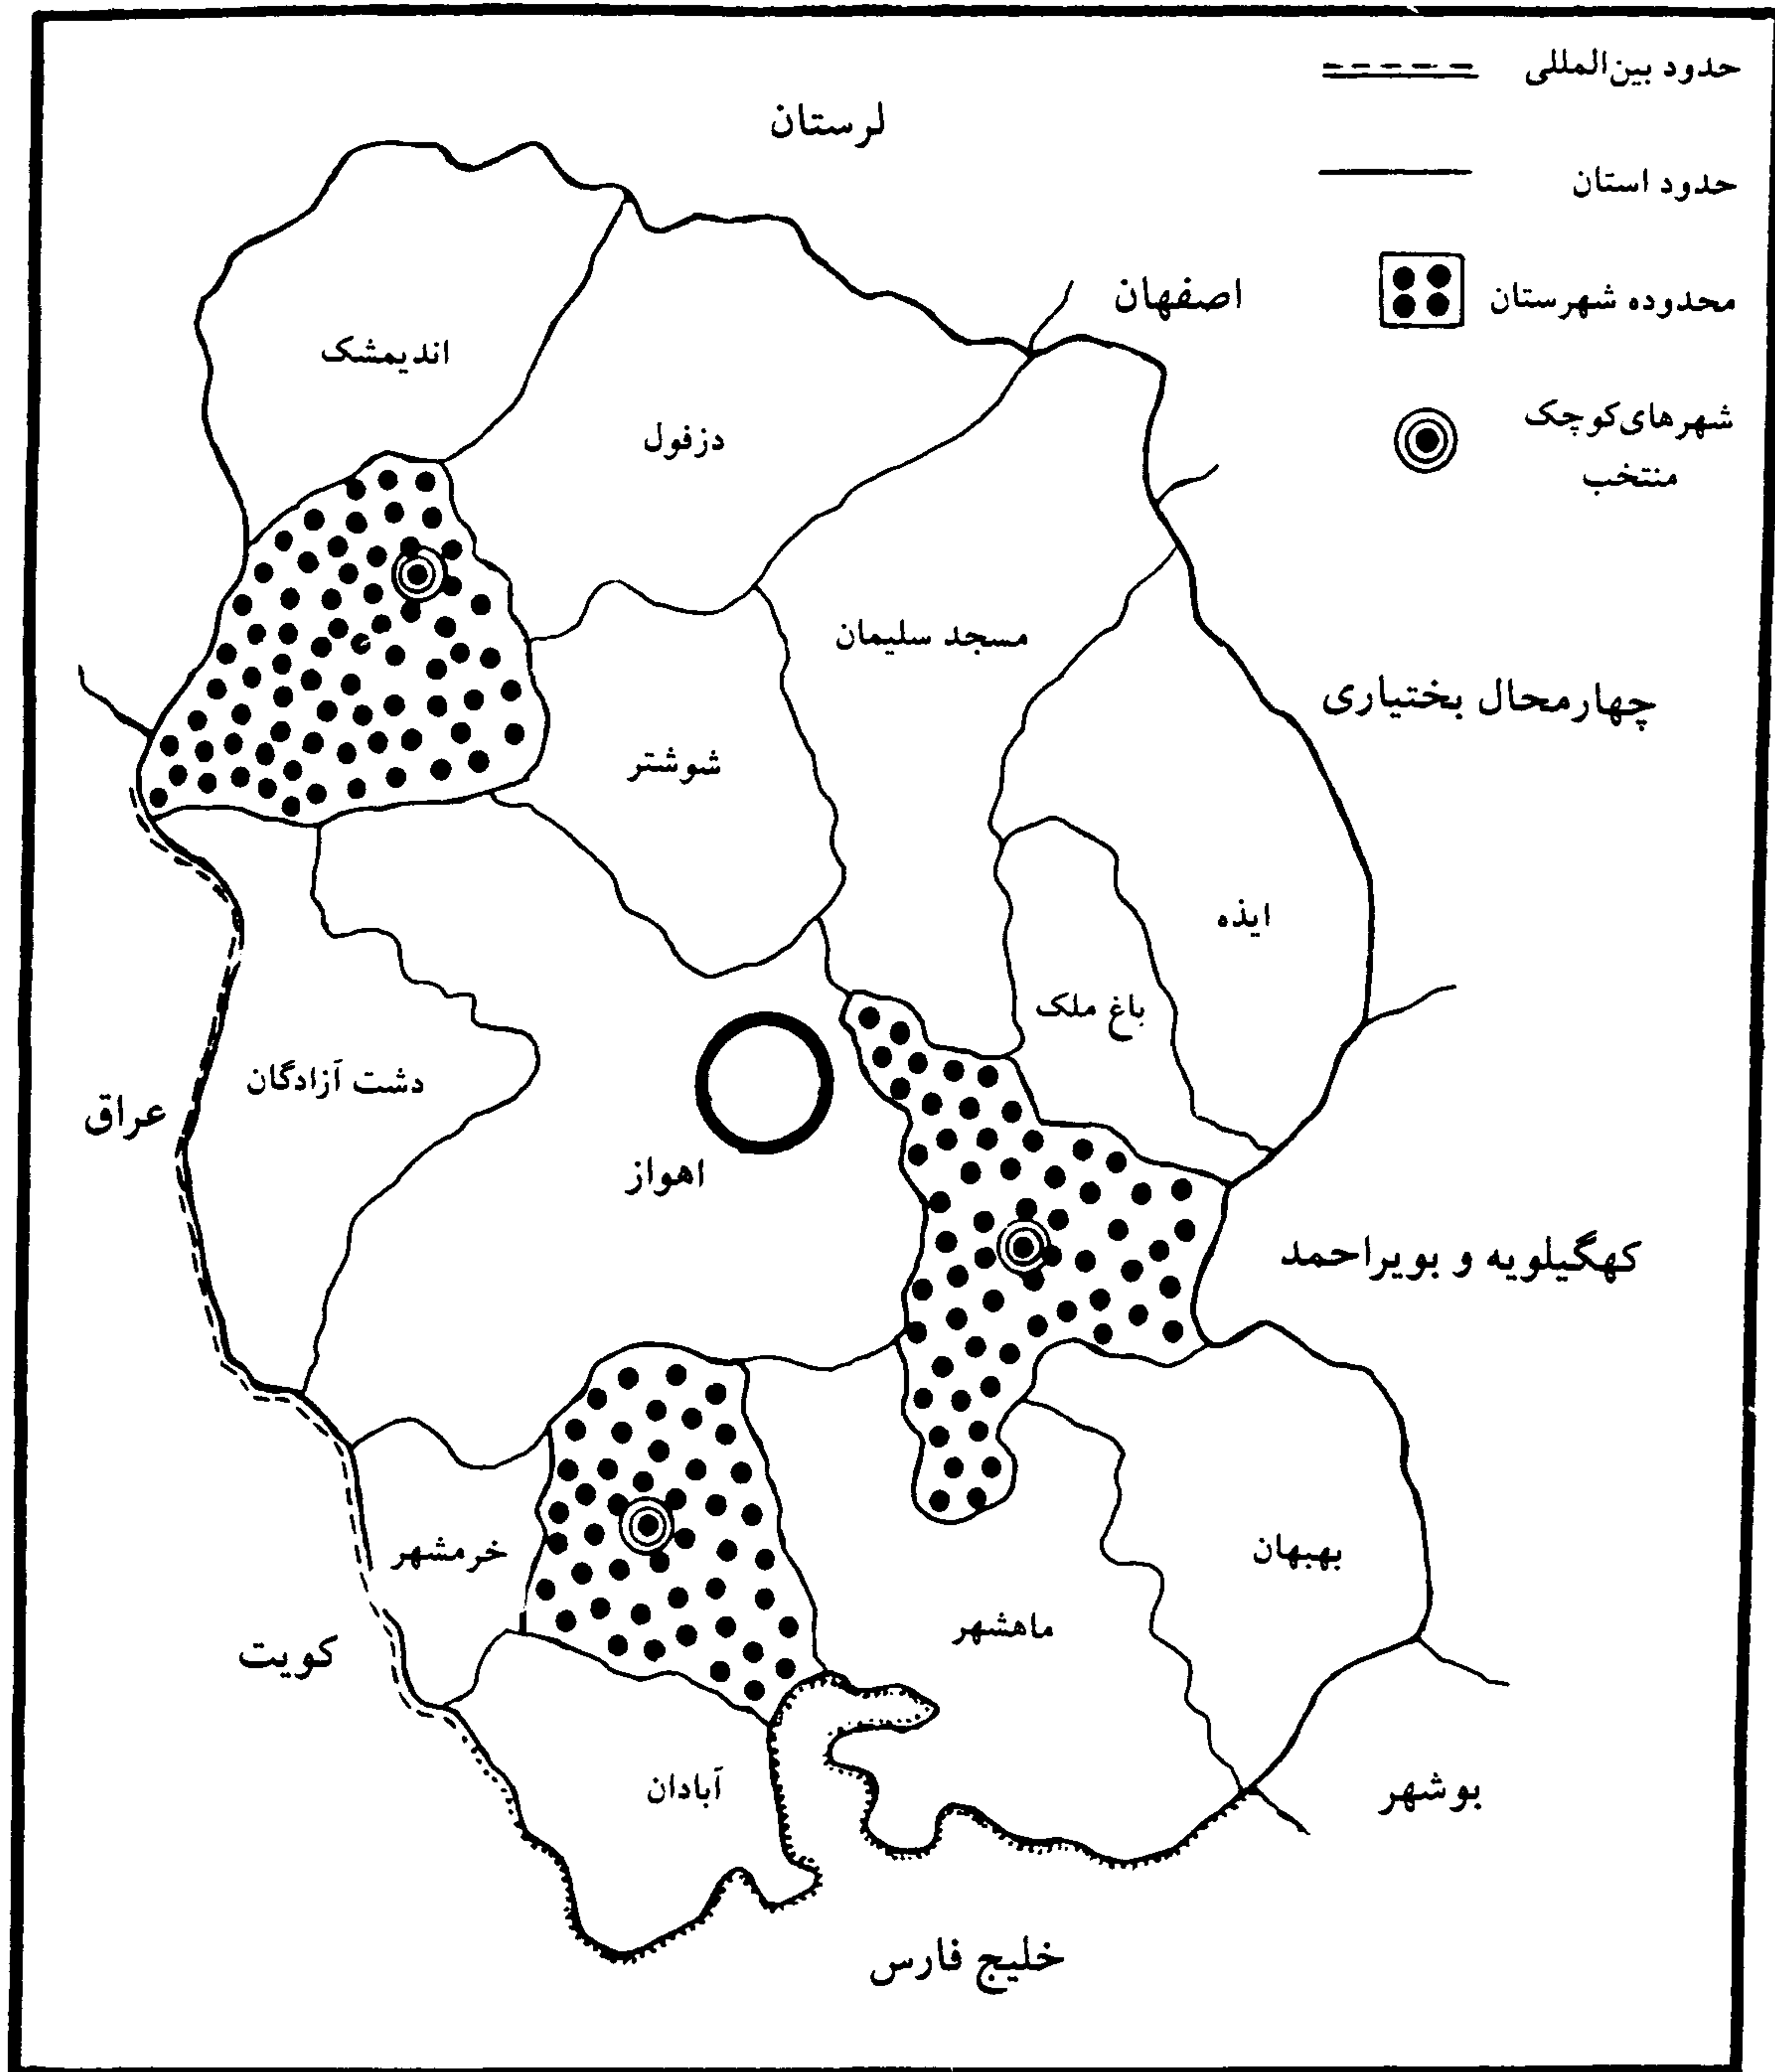 حدود بین‌المللی
حدود استان
محدوده شهرستان
شهرهای‌کوچک
منتخب
لرستان
اصفهان
اندیمشک
دزفول
مسجد سلیمان
چهارمحال بختیاری
شوشتر
ایذه
باغ ملک
دشت آزادگان
عراق
اهواز
کهگیلویه و بویراحمد
خرمشهر
بهبهان
ماهشهر
کویت
آبادان
بوشهر
خلیج فارس